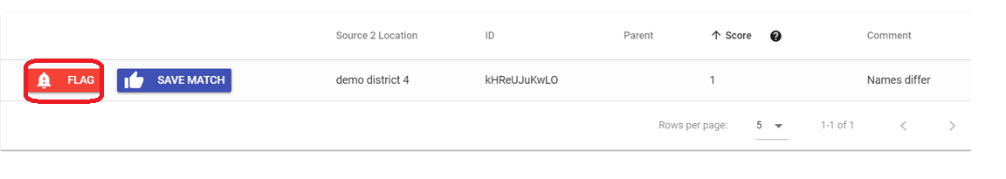 Source 2 Location ID Parent Score Comment
FLAG SAVE MATCH demo district 4 kHReUJuKwLO 1 Names differ
Rows per page: 5 1-1 of 1